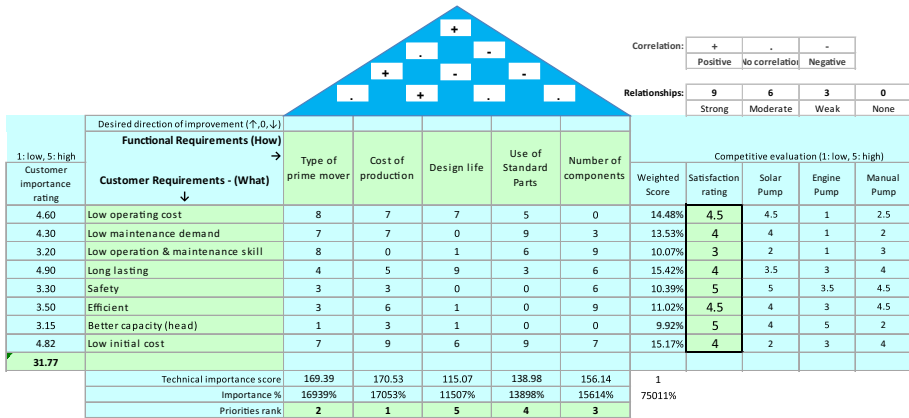 +
. -
+ - -
. + . .
Correlation: + . -
Positive No correlation Negative
Relationships: 9 6 3 0
Strong Moderate Weak None
Desired direction of improvement (↑,0,↓)
Functional Requirements (How)
→
1: low, 5: high
Customer importance rating
Customer Requirements - (What)
↓
Type of prime mover
Cost of production
Design life
Use of Standard Parts
Number of components
Competitive evaluation (1: low, 5: high)
Weighted Score
Satisfaction rating
Solar Pump
Engine Pump
Manual Pump
4.60 Low operating cost 8 7 7 5 0 14.48% 4.5 4.5 1 2.5
4.30 Low maintenance demand 7 7 0 9 3 13.53% 4 4 1 2
3.20 Low operation & maintenance skill 8 0 1 6 9 10.07% 3 2 1 3
4.90 Long lasting 4 5 9 3 6 15.42% 4 3.5 3 4
3.30 Safety 3 3 0 0 6 10.39% 5 5 3.5 4.5
3.50 Efficient 3 6 1 0 9 11.02% 4.5 4 3 4.5
3.15 Better capacity (head) 1 3 1 0 0 9.92% 5 4 5 2
4.82 Low initial cost 7 9 6 9 7 15.17% 4 2 3 4
31.77
Technical importance score 169.39 170.53 115.07 138.98 156.14 1
Importance % 16939% 17053% 11507% 13898% 15614% 75011%
Priorities rank 2 1 5 4 3